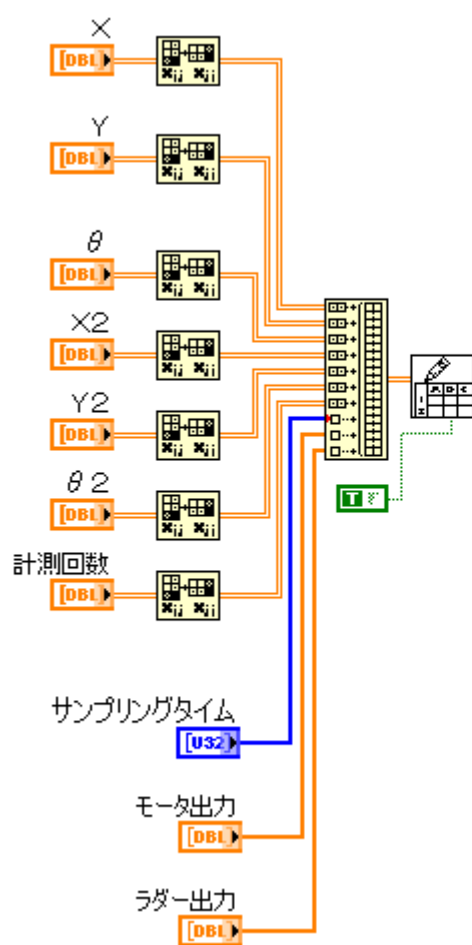 X
[DBL]
Y
[DBL]
θ
[DBL]
X2
[DBL]
Y2
[DBL]
θ2
[DBL]
計測回数
[DBL]
T
サンプリングタイム
[U32]
モータ出力
[DBL]
ラダー出力
[DBL]